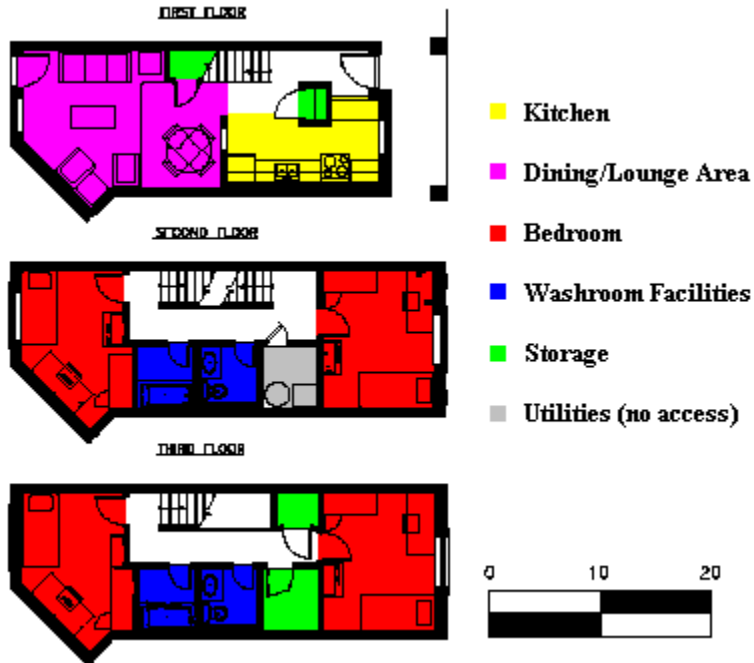 FIRST FLOOR
Kitchen
Dining/Lounge Area
Bedroom
SECOND FLOOR
Washroom Facilities
Storage
Utilities (no access)
THIRD FLOOR
0 10 20